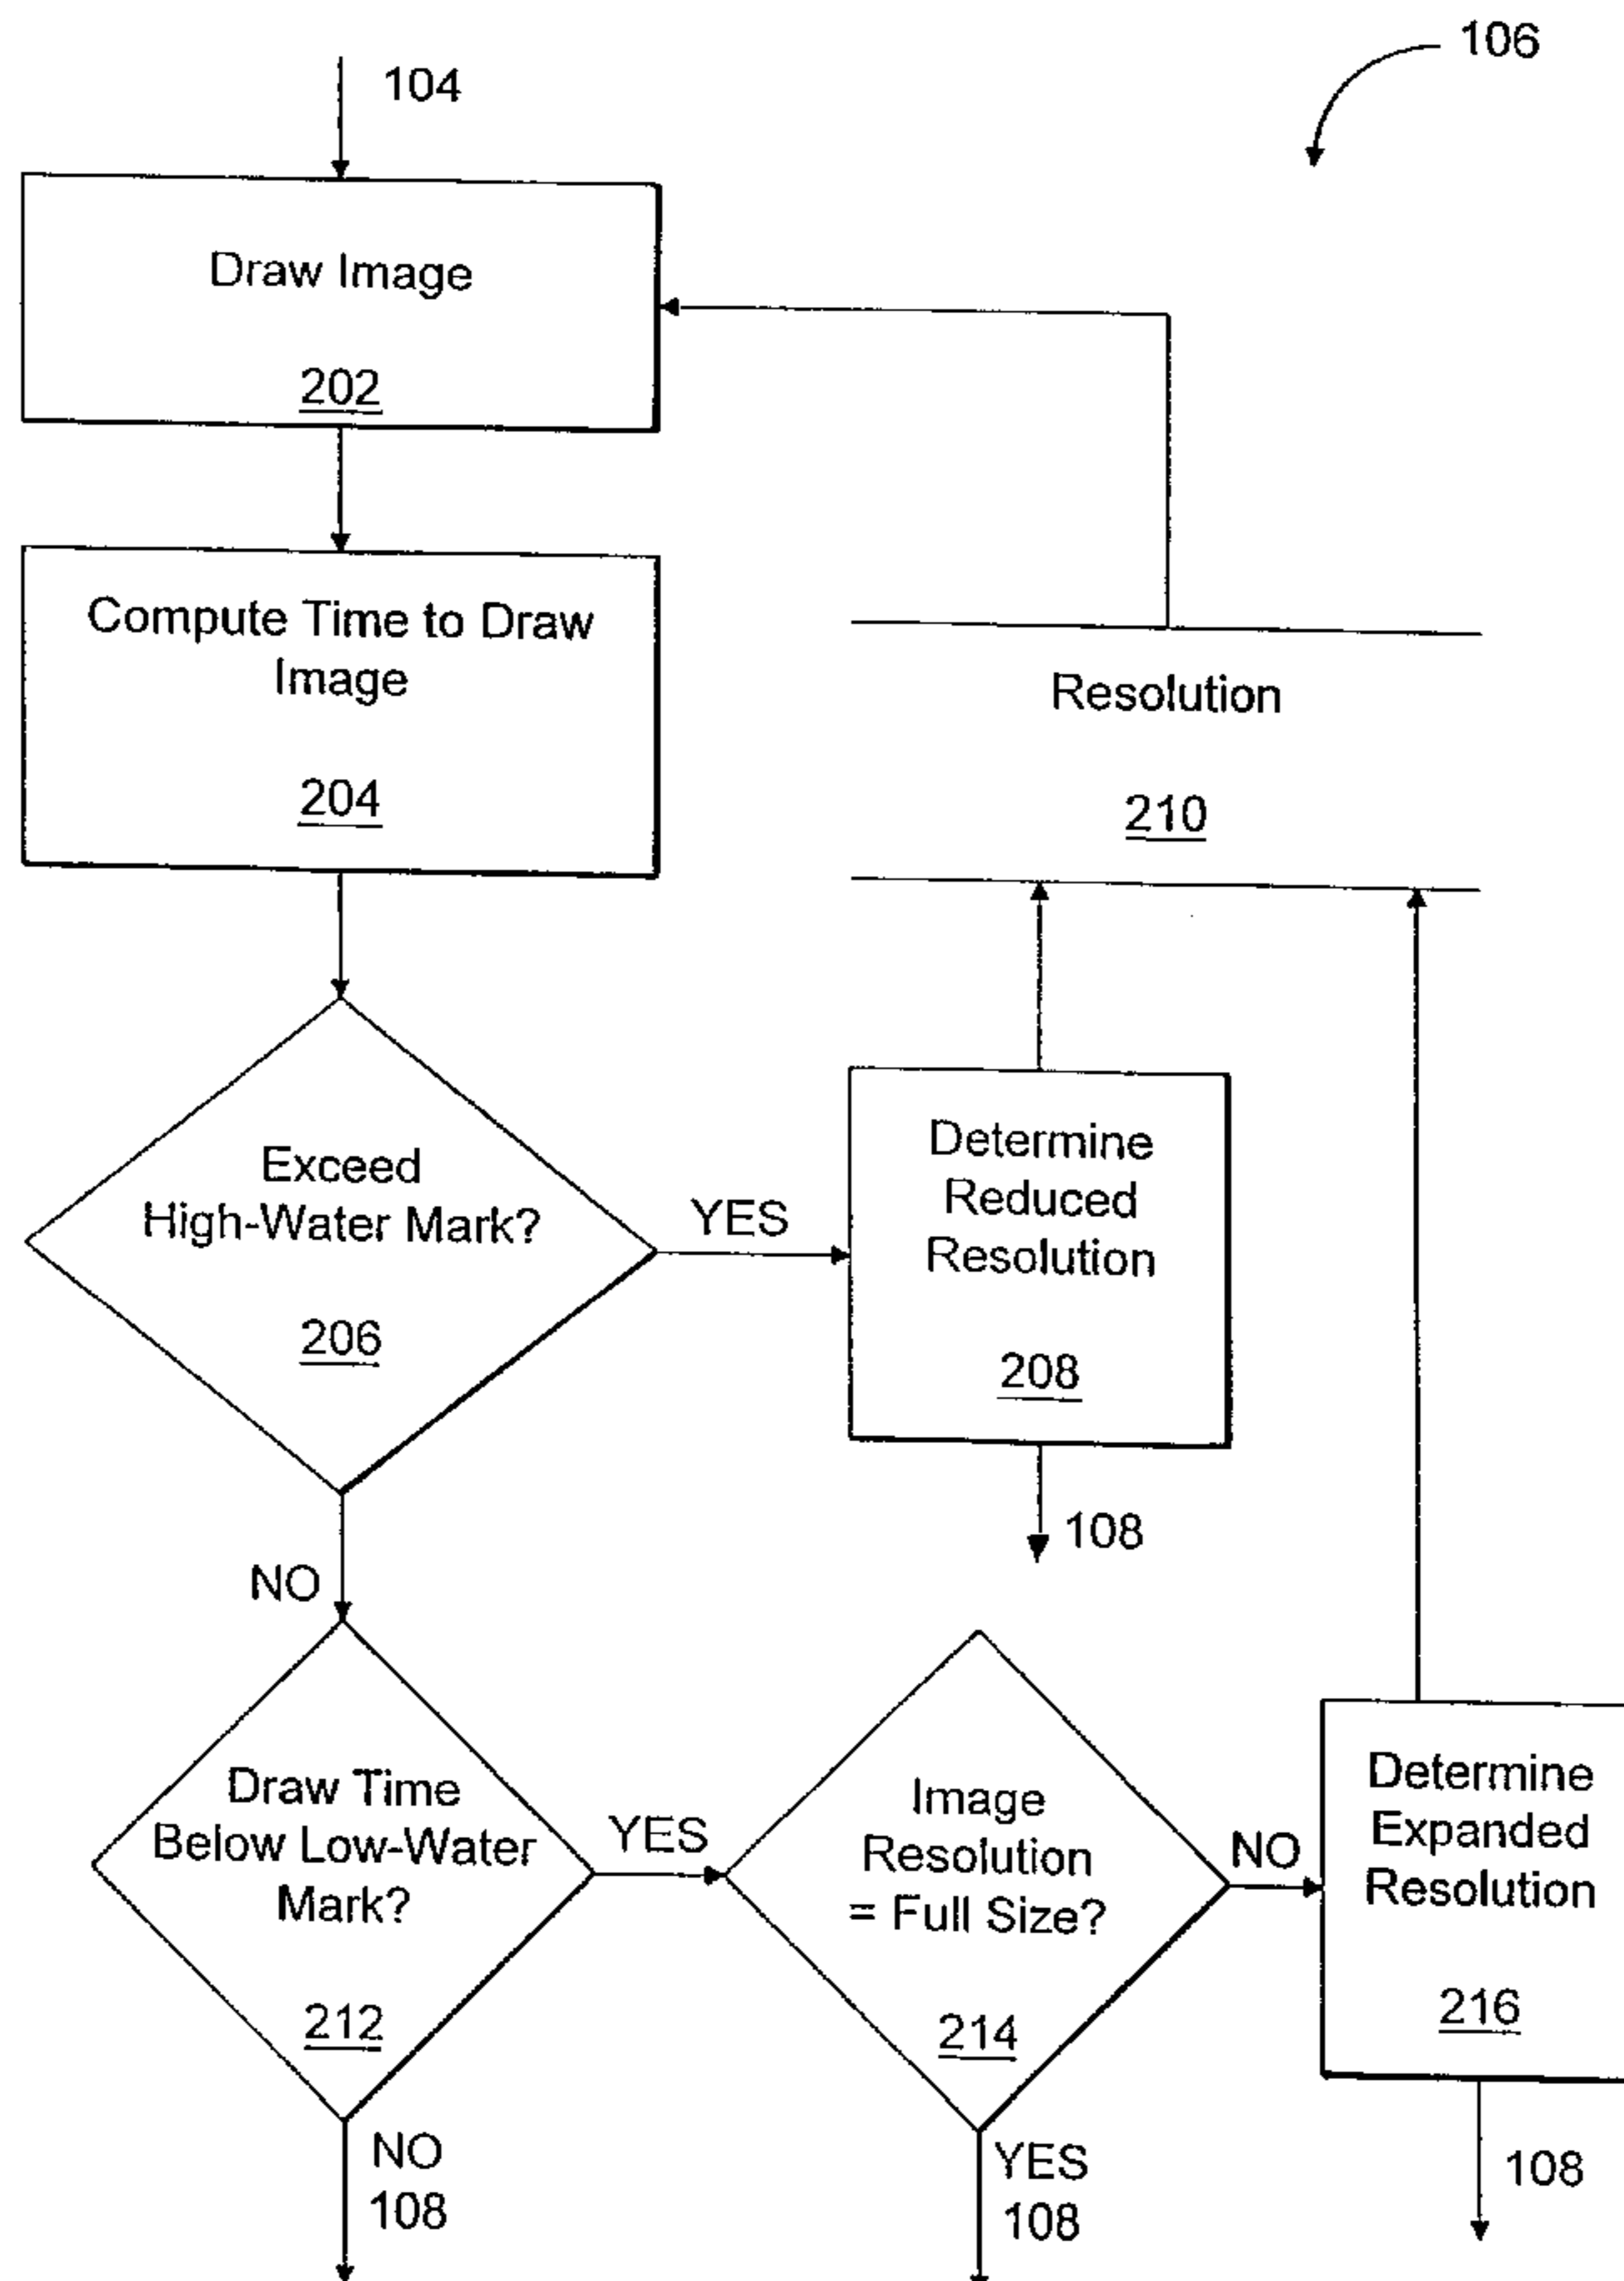 106
104
Draw Image
202
Compute Time to Draw
Image
204
Resolution
210
Exceed
High-Water Mark?
206
YES
Determine
Reduced
Resolution
208
108
NO
Draw Time
Below Low-Water
Mark?
212
YES
Image
Resolution
= Full Size?
214
NO
Determine
Expanded
Resolution
216
NO
108
YES
108
108